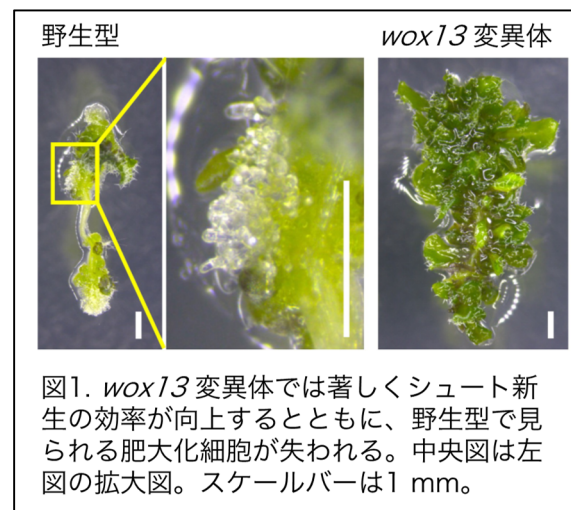 野生型
wox13 変異体
図1. wox13 変異体では著しくシュート新
生の効率が向上するとともに、野生型で見
られる肥大化細胞が失われる。中央図は左
図の拡大図。スケールバーは1 mm。